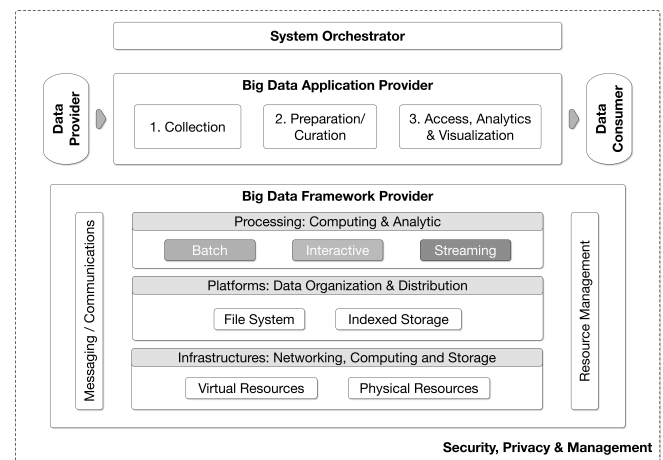 System Orchestrator
Data
Provider
Big Data Application Provider
1. Collection
2. Preparation/
Curation
3. Access, Analytics
& Visualization
Data
Consumer
Big Data Framework Provider
Messaging / Communications
Processing: Computing & Analytic
Batch
Interactive
Streaming
Platforms: Data Organization & Distribution
File System
Indexed Storage
Infrastructures: Networking, Computing and Storage
Virtual Resources
Physical Resources
Resource Management
Security, Privacy & Management